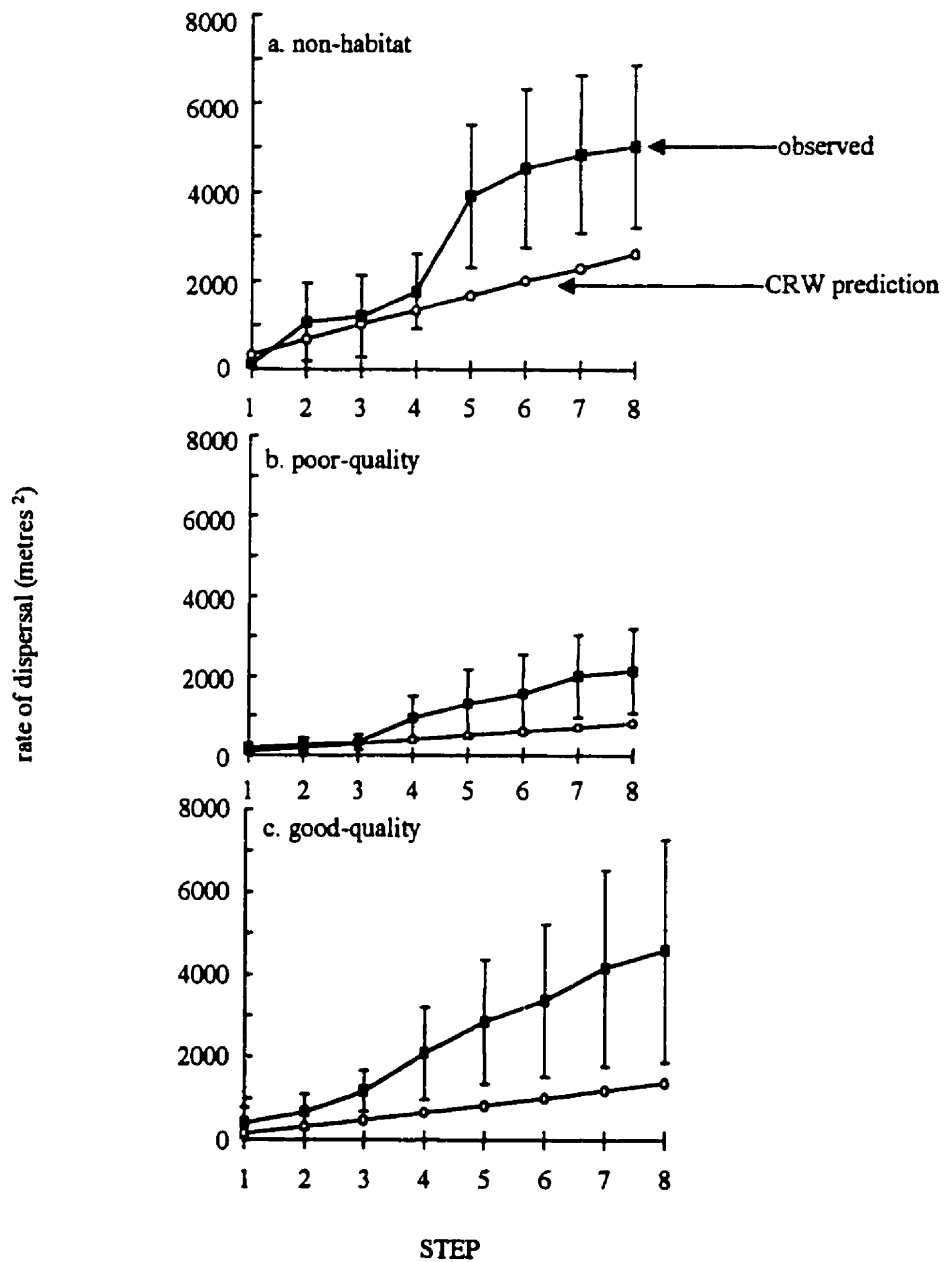 8000
a. non-habitat
6000
observed
4000
2000
CRW prediction
0
1 2 3 4 5 6 7 8
8000
b. poor-quality
6000
4000
2000
0
1 2 3 4 5 6 7 8
rate of dispersal (metres ²)
8000
c. good-quality
6000
4000
2000
0
1 2 3 4 5 6 7 8
STEP